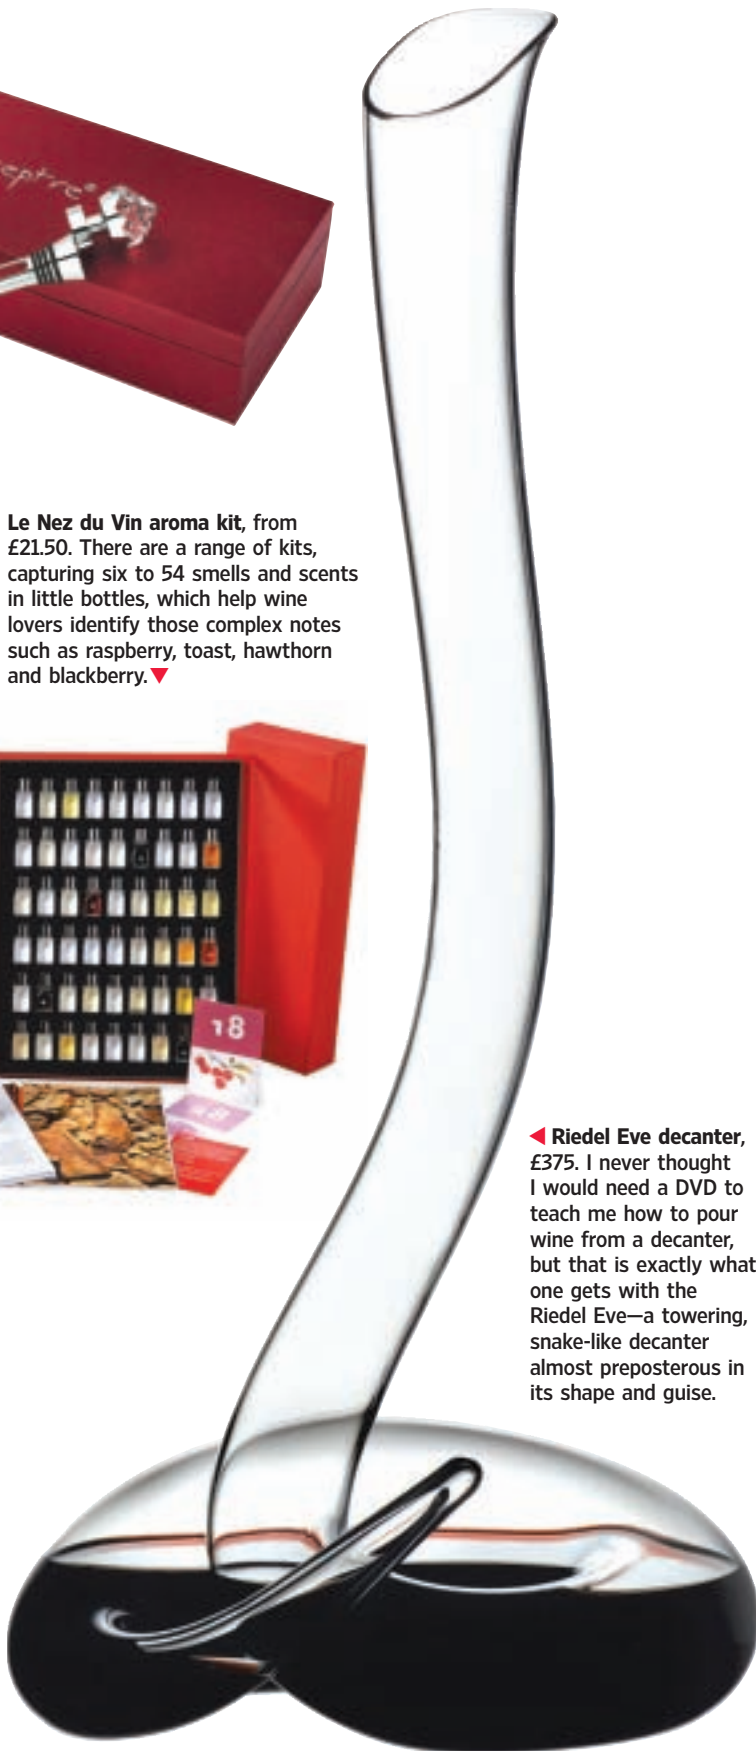 Le Nez du Vin aroma kit, from
£21.50. There are a range of kits,
capturing six to 54 smells and scents
in little bottles, which help wine
lovers identify those complex notes
such as raspberry, toast, hawthorn
and blackberry.
18
Riedel Eve decanter,
£375. I never thought
I would need a DVD to
teach me how to pour
wine from a decanter,
but that is exactly what
one gets with the
Riedel Eve—a towering,
snake-like decanter
almost preposterous in
its shape and guise.